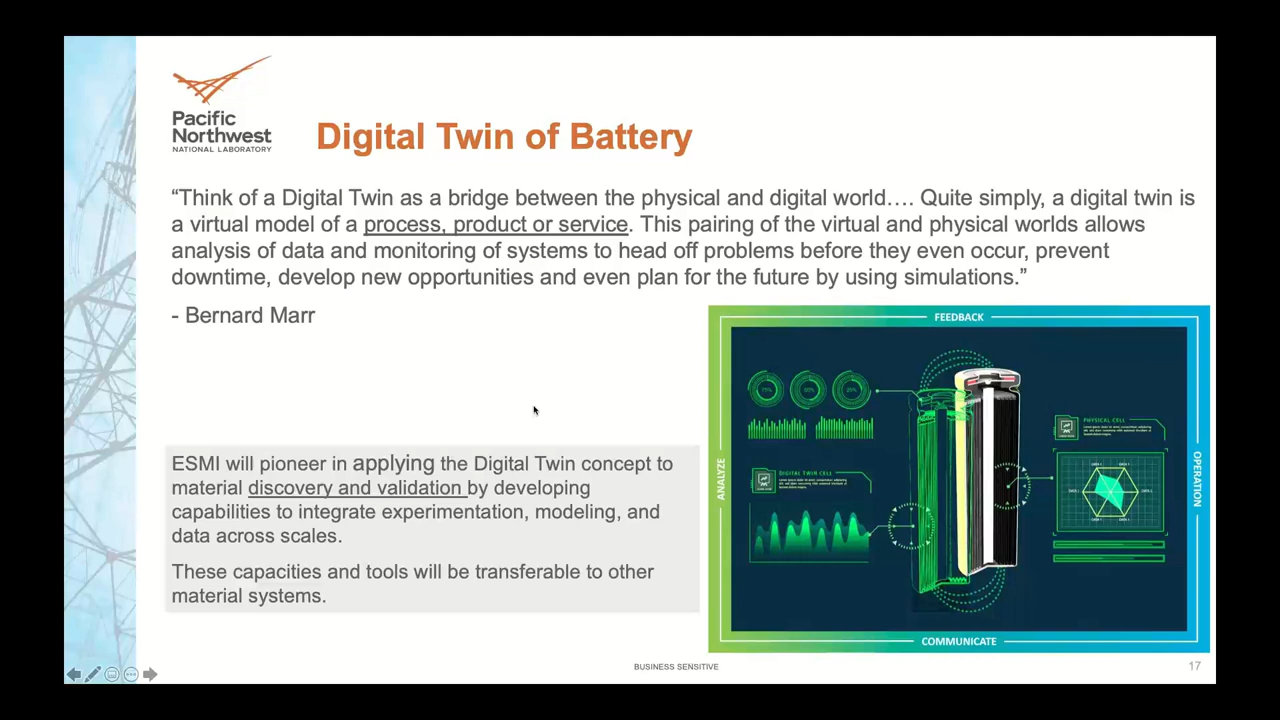 Pacific
Northwest
NATIONAL LABORATORY
Digital Twin of Battery
“Think of a Digital Twin as a bridge between the physical and digital world…. Quite simply, a digital twin is
a virtual model of a process, product or service. This pairing of the virtual and physical worlds allows
analysis of data and monitoring of systems to head off problems before they even occur, prevent
downtime, develop new opportunities and even plan for the future by using simulations.”
- Bernard Marr
ESMI will pioneer in applying the Digital Twin concept to
material discovery and validation by developing
capabilities to integrate experimentation, modeling, and
data across scales.
These capacities and tools will be transferable to other
material systems.
FEEDBACK
ANALYZE
DIGITAL TWIN CELL
PHYSICAL CELL
OPERATION
COMMUNICATE
BUSINESS SENSITIVE
17